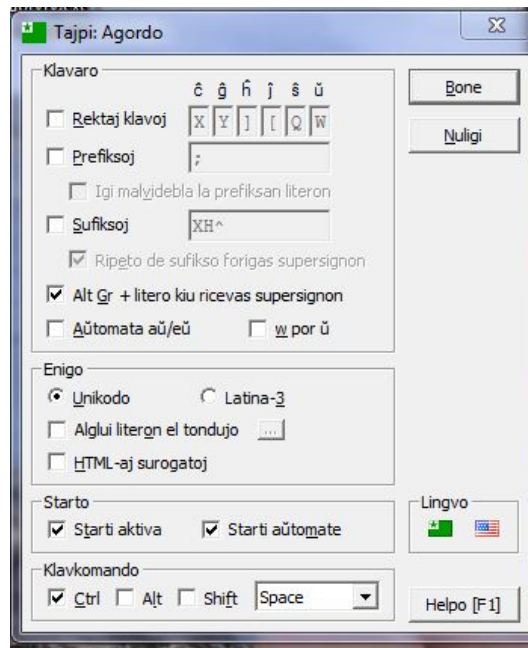 Tajpi: Agordo
Klavaro
ĉ ĝ ĥ ĵ ŝ ŭ
Rektaj klavoj X Y ] [ Q W
Prefiksoj ;
Igi malvidebla la prefiksan literon
Sufiksoj XH^
Ripeto de sufikso forigas supersignon
Alt Gr + litero kiu ricevas supersignon
Aŭtomata aŭ/eŭ w por ŭ
Bone
Nuligi
Enigo
Unikodo Latina-3
Alglui literon el tondujo ...
HTML-aj surogatoj
Starto
Starti aktiva Starti aŭtomate
Lingvo
Klavkomando
Ctrl Alt Shift Space
Helpo [F1]